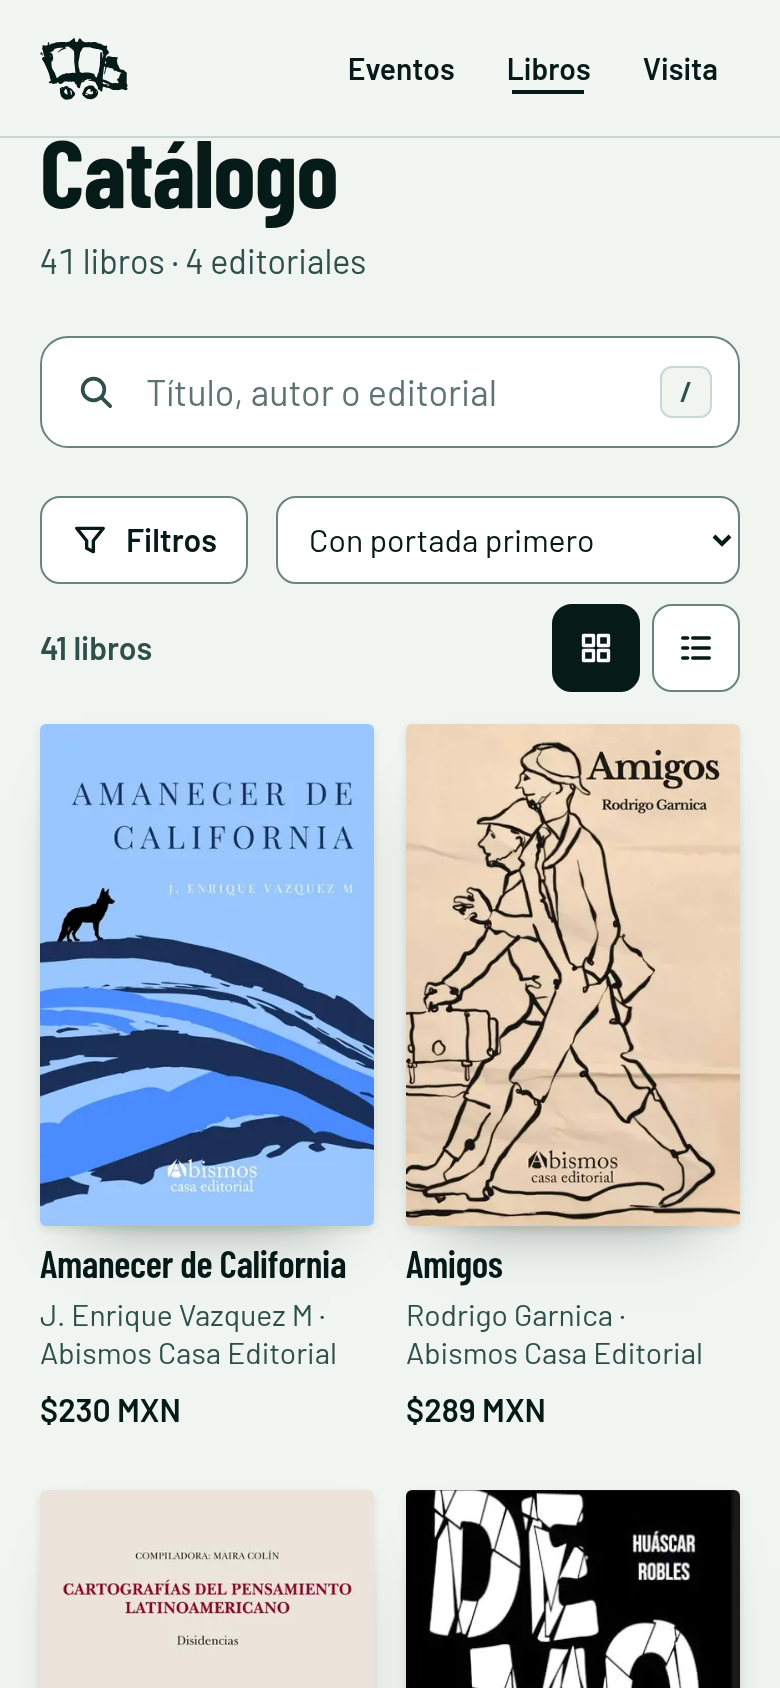 Eventos
Libros
Visita
Catálogo
41 libros · 4 editoriales
Título, autor o editorial
/
Filtros
Con portada primero
41 libros
AMANECER DE
CALIFORNIA
J. ENRIQUE VAZQUEZ M
Abismos
casa editorial
Amigos
Rodrigo Garnica
Abismos
casa editorial
Amanecer de California
J. Enrique Vazquez M ·
Abismos Casa Editorial
$230 MXN
Amigos
Rodrigo Garnica ·
Abismos Casa Editorial
$289 MXN
COMPILADORA: MAIRA COLÍN
CARTOGRAFÍAS DEL PENSAMIENTO
LATINOAMERICANO
Disidencias
DE
HUÁSCAR
ROBLES